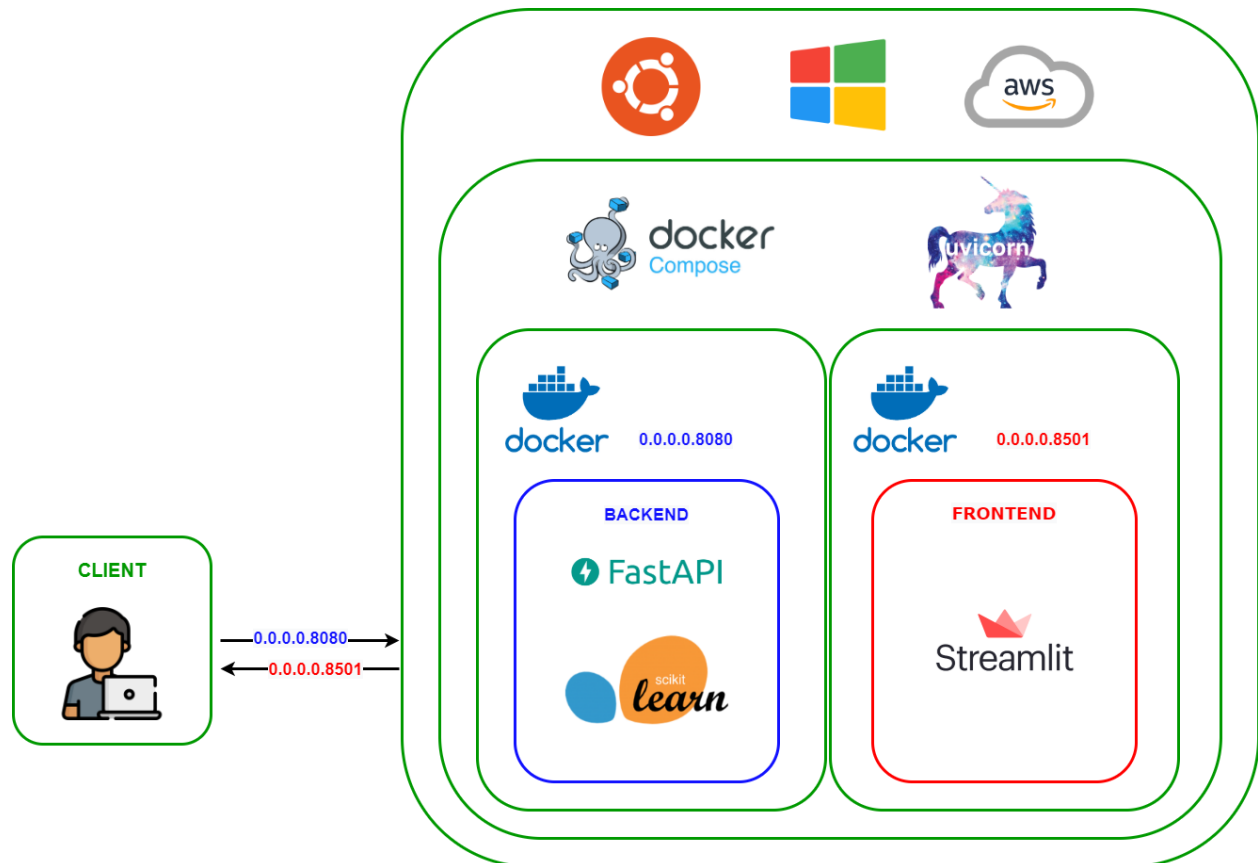 aws
docker
Compose
uvicorn
docker
0.0.0.0.8080
docker
0.0.0.0.8501
BACKEND
FRONTEND
FastAPI
scikit
learn
Streamlit
CLIENT
0.0.0.0.8080
0.0.0.0.8501